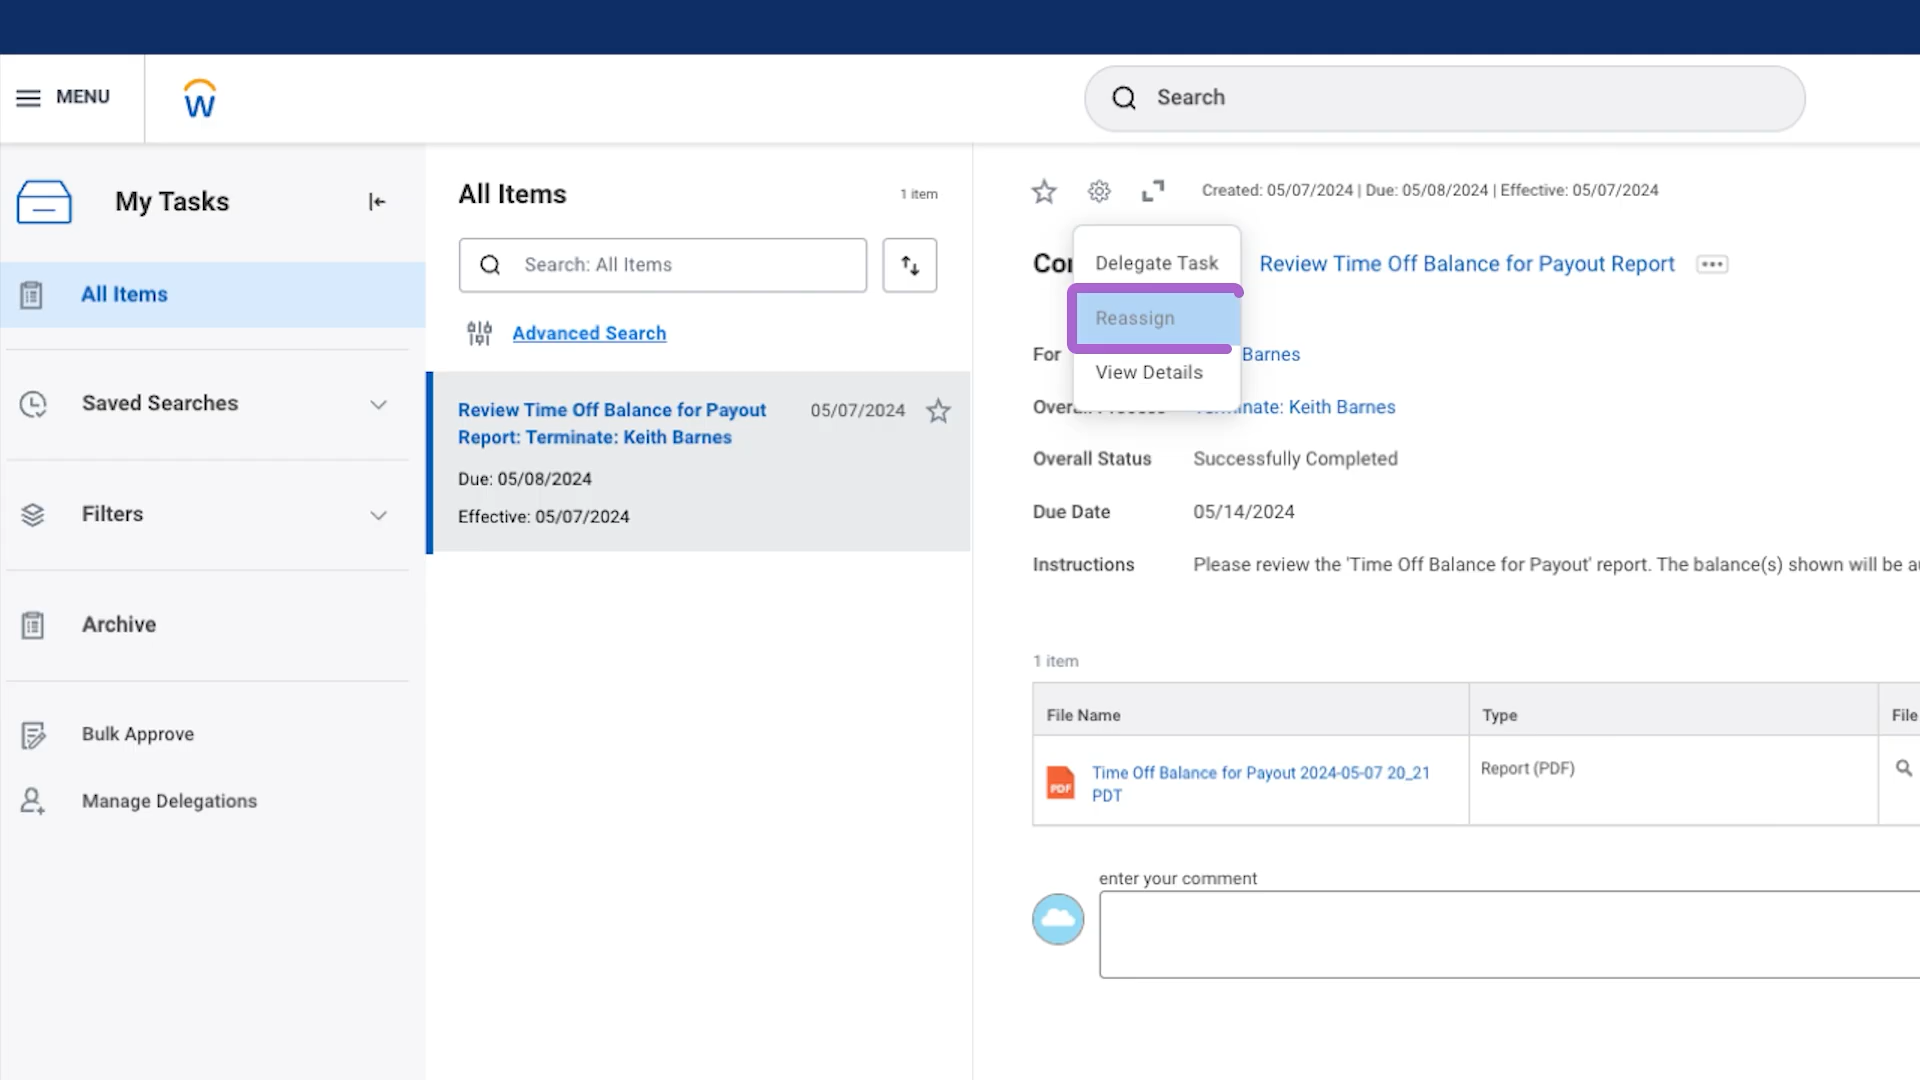 MENU
Search
My Tasks
All Items
Saved Searches
Filters
Archive
Bulk Approve
Manage Delegations
All Items
1 item
Search: All Items
Advanced Search
Review Time Off Balance for Payout
Report: Terminate: Keith Barnes
05/07/2024
Due: 05/08/2024
Effective: 05/07/2024
Created: 05/07/2024 | Due: 05/08/2024 | Effective: 05/07/2024
Review Time Off Balance for Payout Report
Delegate Task
Reassign
View Details
For
Barnes
Keith Barnes
Overall Status
Successfully Completed
Due Date
05/14/2024
Instructions
Please review the 'Time Off Balance for Payout' report. The balance(s) shown will be
1 item
File Name
Type
File
PDF
Time Off Balance for Payout 2024-05-07 20_21
PDT
Report (PDF)
enter your comment